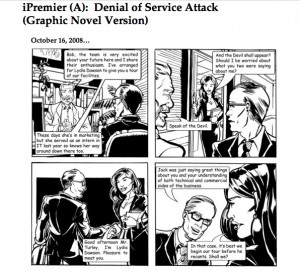 iPremier (A):  Denial of Service Attack
(Graphic Novel Version)
October 16, 2008…
Bob, the team is very excited
about your future here and I share
their enthusiasm. I've arranged
for Lydia Dawson to give you a tour
of our facilities.
These days she's in marketing
but she served as an intern in
IT last year so knows her way
around down there too.
And the Devil shall appear!
Should I be worried about
what you two were saying
about me?
Speak of the Devil.
Good afternoon Mr.
Turley, I'm Lydia
Dawson. Pleasure to
meet you.
Jack was just saying great things
about you and your understanding
of both technical and commercial
sides of the business.
In that case, it's best we
begin our tour before he
recants. Shall we?